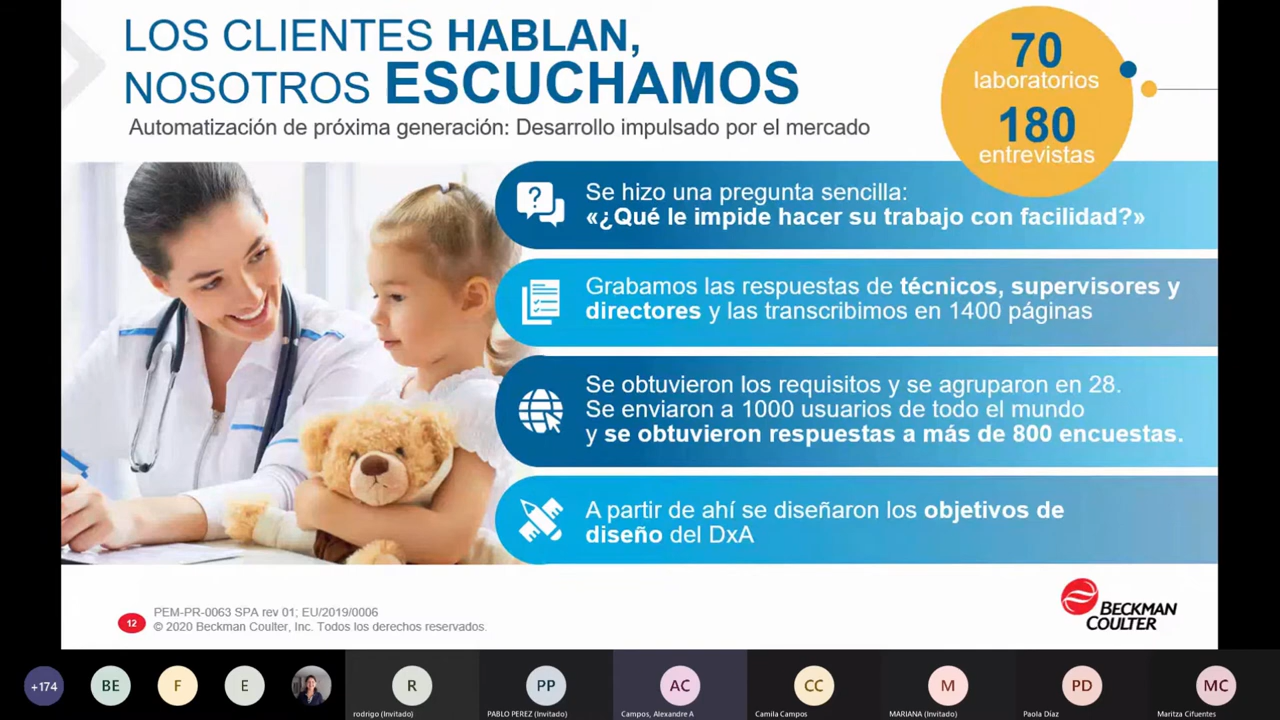 LOS CLIENTES HABLAN,
NOSOTROS ESCUCHAMOS
Automatización de próxima generación: Desarrollo impulsado por el mercado
70
laboratorios
180
entrevistas
Se hizo una pregunta sencilla:
«¿Qué le impide hacer su trabajo con facilidad?»
Grabamos las respuestas de técnicos, supervisores y
directores y las transcribimos en 1400 páginas
Se obtuvieron los requisitos y se agruparon en 28.
Se enviaron a 1000 usuarios de todo el mundo
y se obtuvieron respuestas a más de 800 encuestas.
A partir de ahí se diseñaron los objetivos de
diseño del DxA
12
PEM-PR-0063 SPA rev 01; EU/2019/0006
© 2020 Beckman Coulter, Inc. Todos los derechos reservados.
BECKMAN
COULTER
+174
BE
F
E
R
rodrigo (Invitado)
PP
PABLO PEREZ (Invitado)
AC
Campos, Alexandre A
CC
Camila Campos
M
MARIANA (Invitado)
PD
Paola Díaz
MC
Maritza Cifuentes